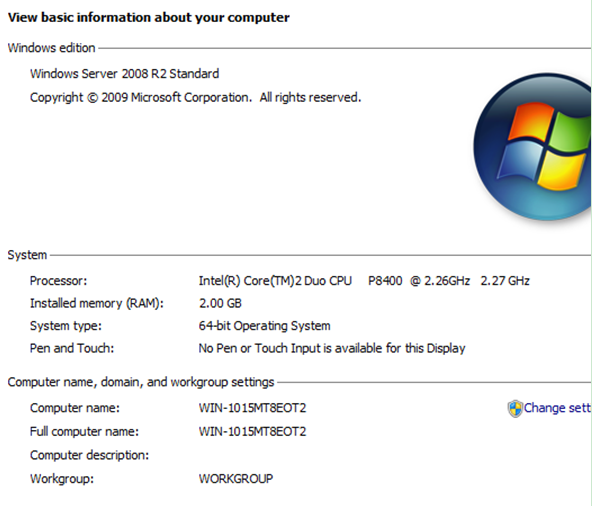 View basic information about your computer
Windows edition
Windows Server 2008 R2 Standard
Copyright © 2009 Microsoft Corporation. All rights reserved.
System
Processor: Intel(R) Core(TM)2 Duo CPU P8400 @ 2.26GHz 2.27 GHz
Installed memory (RAM): 2.00 GB
System type: 64-bit Operating System
Pen and Touch: No Pen or Touch Input is available for this Display
Computer name, domain, and workgroup settings
Computer name: WIN-1015MT8EOT2 Change sett
Full computer name: WIN-1015MT8EOT2
Computer description:
Workgroup: WORKGROUP